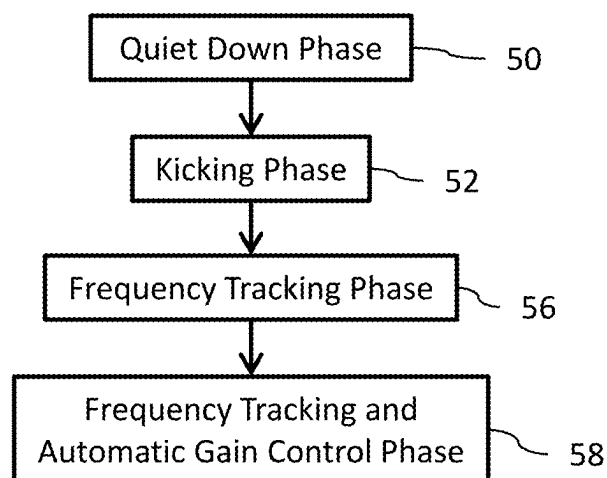 Quiet Down Phase
50
Kicking Phase
52
Frequency Tracking Phase
56
Frequency Tracking and
Automatic Gain Control Phase
58